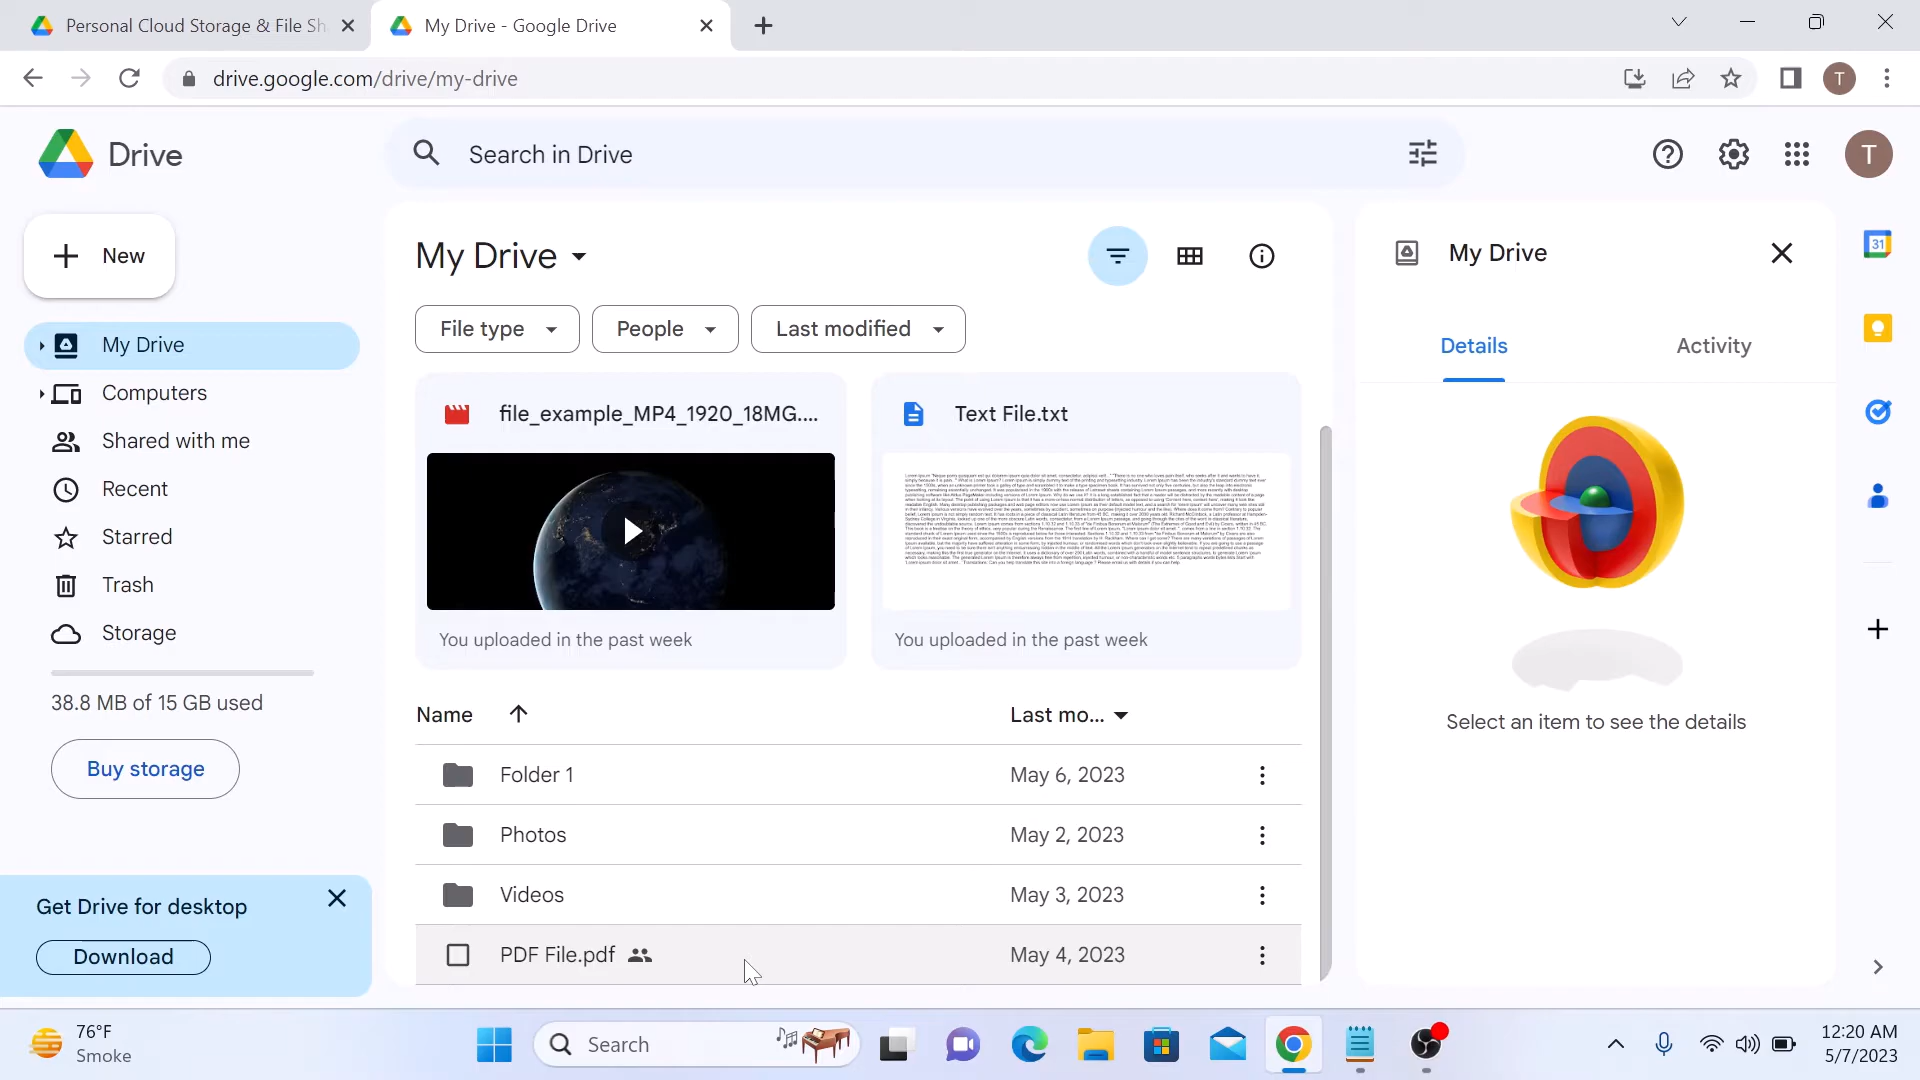 Personal Cloud Storage & File Sh
My Drive - Google Drive
drive.google.com/drive/my-drive
T
Drive
Search in Drive
T
New
My Drive
Computers
Shared with me
Recent
Starred
Trash
Storage
38.8 MB of 15 GB used
Buy storage
Get Drive for desktop
Download
My Drive
File type
People
Last modified
file_example_MP4_1920_18MG....
Text File.txt
You uploaded in the past week
You uploaded in the past week
Name
Last mo...
Folder 1
May 6, 2023
Photos
May 2, 2023
Videos
May 3, 2023
PDF File.pdf
May 4, 2023
My Drive
Details
Activity
Select an item to see the details
31
76°F
Smoke
Search
12:20 AM
5/7/2023